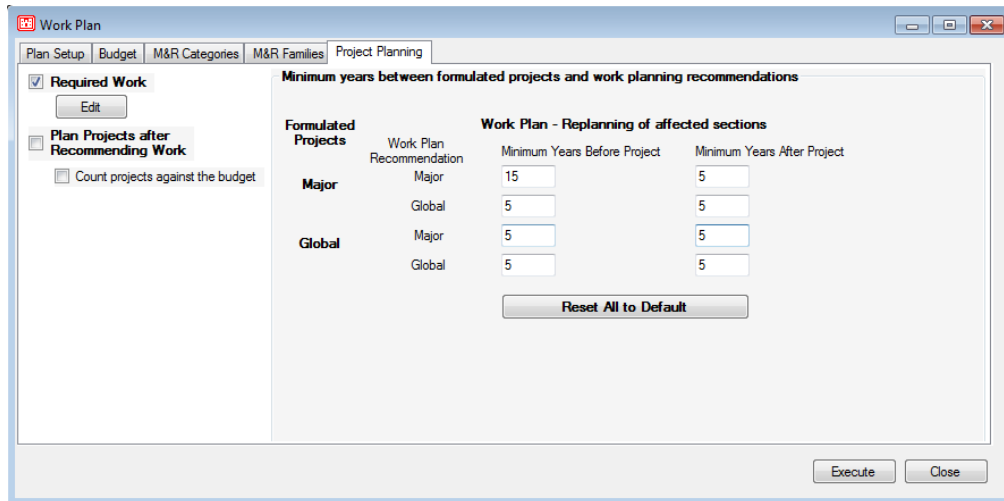 Work Plan
Plan Setup Budget M&R Categories M&R Families Project Planning
Required Work
Edit
Plan Projects after
Recommending Work
Count projects against the budget
Minimum years between formulated projects and work planning recommendations
Formulated
Projects
Work Plan
Recommendation
Work Plan - Replanning of affected sections
Minimum Years Before Project Minimum Years After Project
Major Major 15 5
Global 5 5
Global Major 5 5
Global 5 5
Reset All to Default
Execute Close